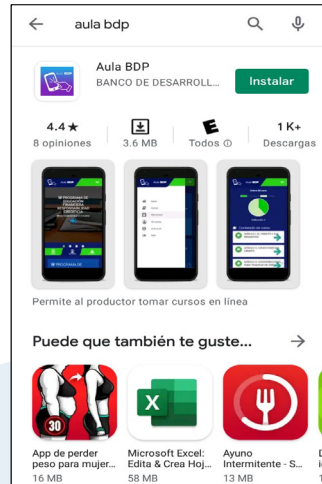 aula bdp
Aula BDP
Aula BDP
BANCO DE DESARROLL...
Instalar
4.4★
8 opiniones
3.6 MB
E
Todos
1 K+
Descargas
Permite al productor tomar cursos en línea
Puede que también te guste...
30
App de perder
peso para mujer...
16 MB
X
Microsoft Excel:
Edita & Crea Hoj...
58 MB
Ayuno
Intermitente - S...
13 MB